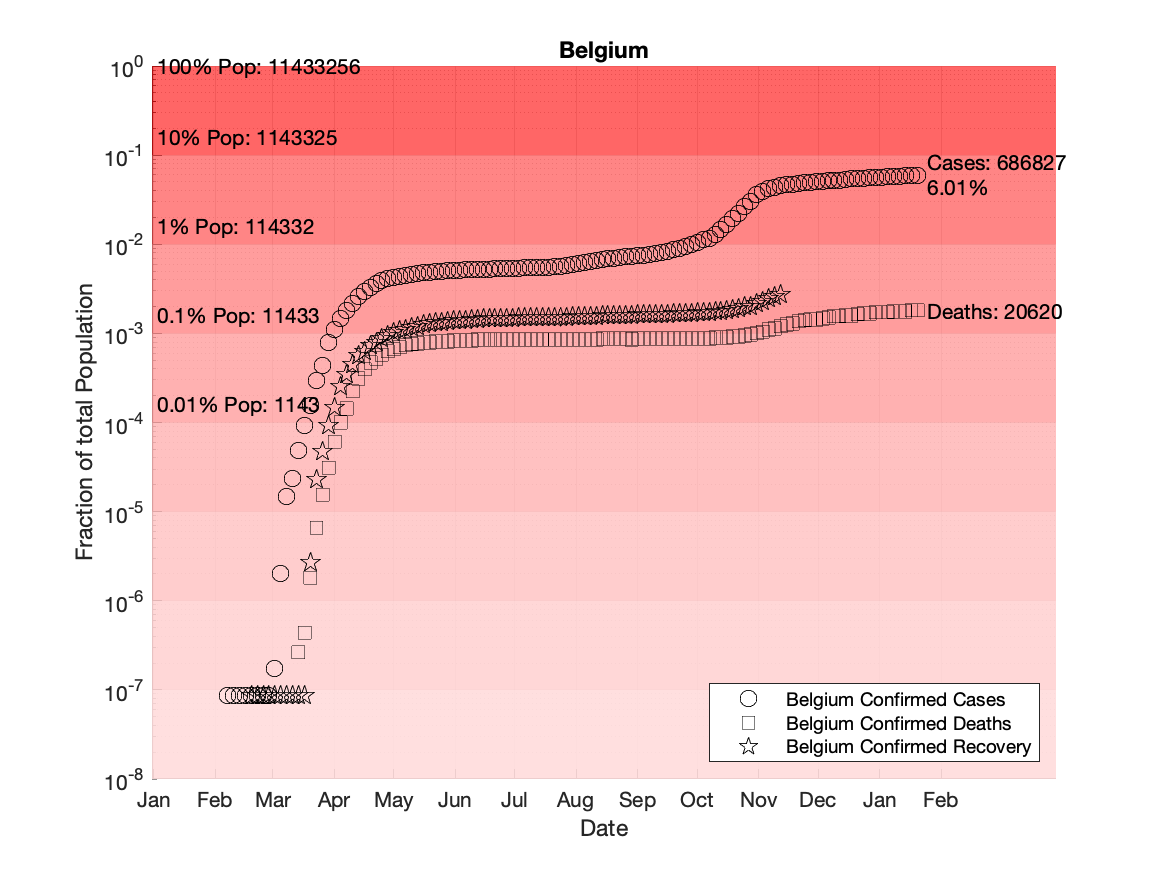 Belgium
10^0
100% Pop: 11433256
10% Pop: 1143325
10^-1
Cases: 686827
6.01%
1% Pop: 114332
10^-2
0.1% Pop: 11433
Deaths: 20620
10^-3
0.01% Pop: 1143
10^-4
10^-5
10^-6
10^-7
10^-8
Fraction of total Population
Belgium Confirmed Cases
Belgium Confirmed Deaths
Belgium Confirmed Recovery
Jan Feb Mar Apr May Jun Jul Aug Sep Oct Nov Dec Jan Feb
Date